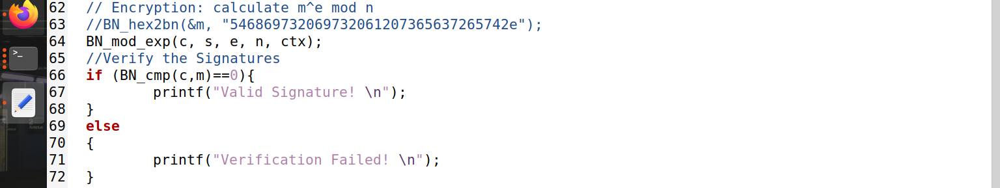 62 // Encryption: calculate m^e mod n
63 //BN_hex2bn(&m, "546869732069732061207365637265742e");
64 BN_mod_exp(c, s, e, n, ctx);
65 //Verify the Signatures
66 if (BN_cmp(c,m)==0){
67 printf("Valid Signature! \n");
68 }
69 else
70 {
71 printf("Verification Failed! \n");
72 }